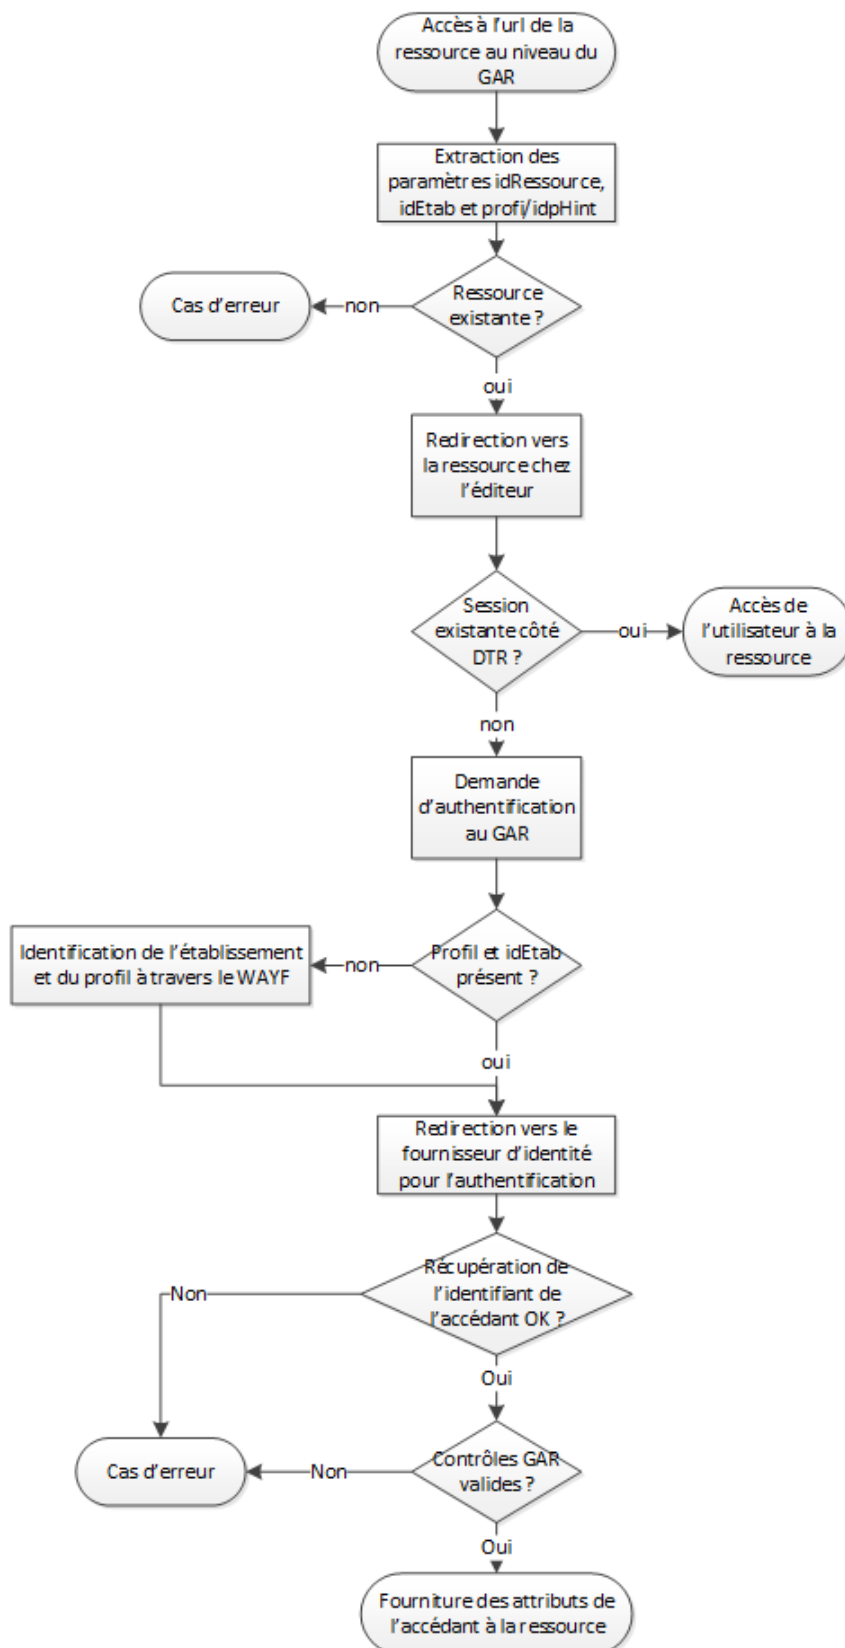 Accès à l'url de la
ressource au niveau du
GAR
Extraction des
paramètres idRessource,
idEtab et profi/idpHint
Ressource
existante ?
non
Cas d'erreur
oui
Redirection vers
la ressource chez
l'éditeur
Session
existante côté
DTR ?
oui
Accès de
l'utilisateur à la
ressource
non
Demande
d'authentification
au GAR
Profil et idEtab
présent ?
non
Identification de l'établissement
et du profil à travers le WAYF
oui
Redirection vers le
fournisseur d'identité
pour l'authentification
Récupération de
l'identifiant de
l'accédant OK ?
Non
Oui
Contrôles GAR
valides ?
Non
Cas d'erreur
Oui
Fourniture des attributs de
l'accédant à la ressource